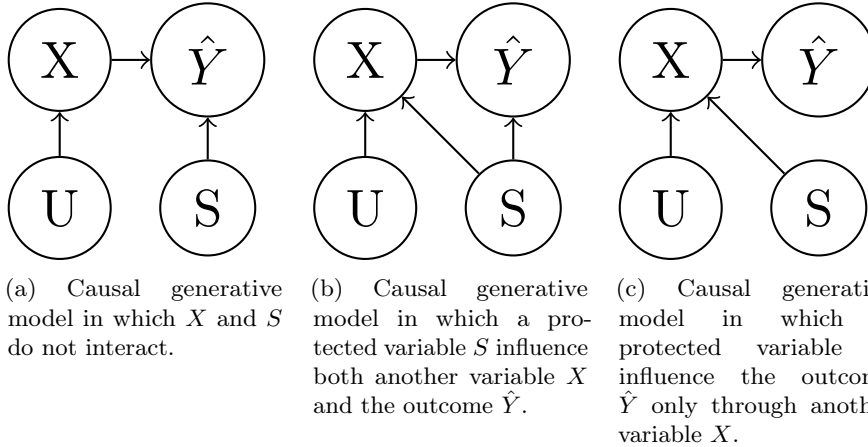 X Ŷ X Ŷ X Ŷ
U S U S U S
(a) Causal generative
model in which X and S
do not interact.
(b) Causal generative
model in which a pro-
tected variable S influence
both another variable X
and the outcome Ŷ.
(c) Causal
model in which
protected variable
influence the
Ŷ only through
variable X.